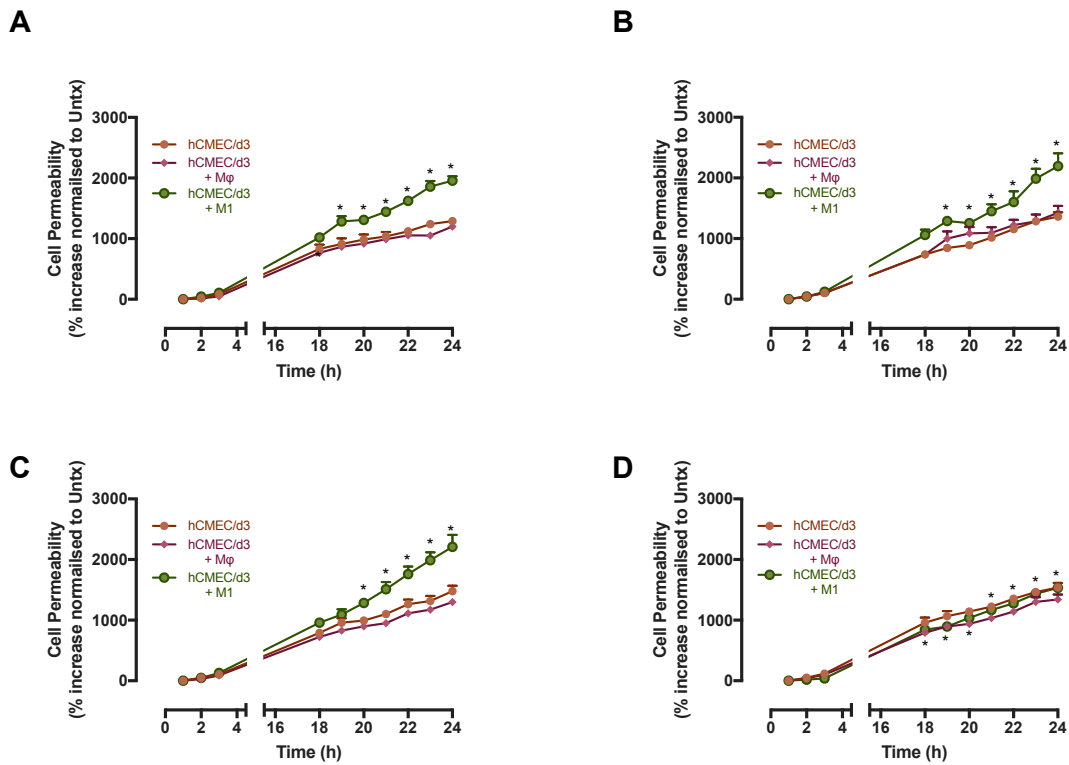 A
Cell Permeability
(% increase normailsed to Untx)
3000
2000
1000
0
hCMEC/d3
hCMEC/d3
+ Mφ
hCMEC/d3
+ M1
* * * * * *
*
0 2 4 16 18 20 22 24
Time (h)
B
Cell Permeability
(% increase normailsed to Untx)
3000
2000
1000
0
hCMEC/d3
hCMEC/d3
+ Mφ
hCMEC/d3
+ M1
* * * * * *
0 2 4 16 18 20 22 24
Time (h)
C
Cell Permeability
(% increase normailsed to Untx)
3000
2000
1000
0
hCMEC/d3
hCMEC/d3
+ Mφ
hCMEC/d3
+ M1
* * * * *
0 2 4 16 18 20 22 24
Time (h)
D
Cell Permeability
(% increase normailsed to Untx)
3000
2000
1000
0
hCMEC/d3
hCMEC/d3
+ Mφ
hCMEC/d3
+ M1
* * * *
* * *
0 2 4 16 18 20 22 24
Time (h)